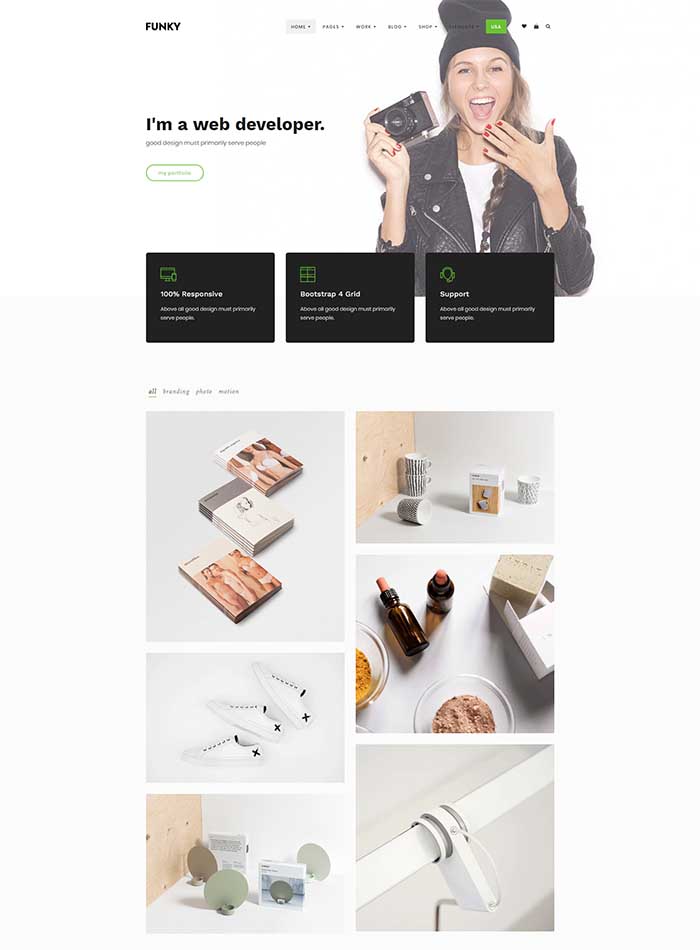 FUNKY
HOME PAGES WORK BLOG SHOP ELEMENTS USA
I'm a web developer.
good design must primarily serve people
my portfolio
100% Responsive
Above all good design must primarily
serve people.
Bootstrap 4 Grid
Above all good design must primarily
serve people.
Support
Above all good design must primarily
serve people.
all branding photo motion